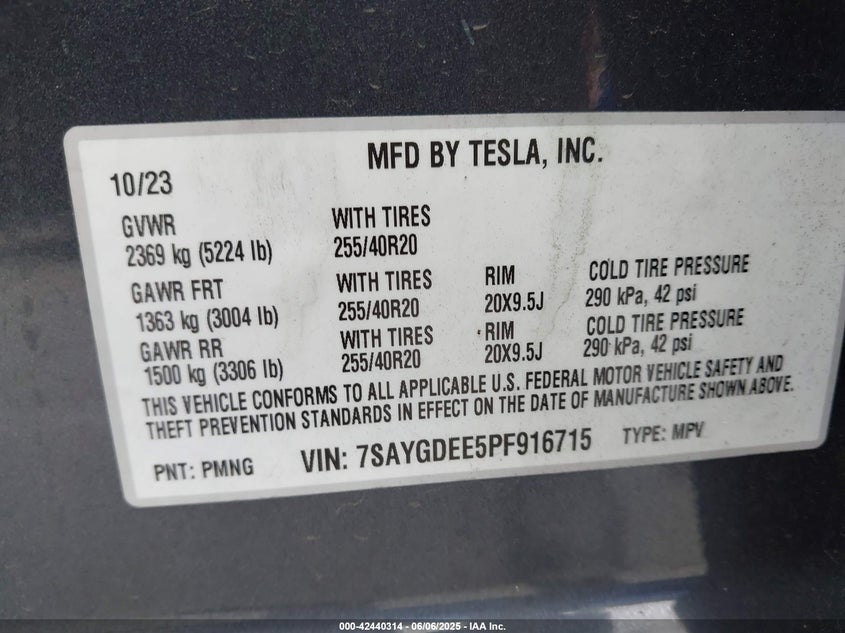 MFD BY TESLA, INC.
10/23
GVWR WITH TIRES
2369 kg (5224 lb) 255/40R20
GAWR FRT WITH TIRES RIM COLD TIRE PRESSURE
1363 kg (3004 lb) 255/40R20 20X9.5J 290 kPa, 42 psi
GAWR RR WITH TIRES RIM COLD TIRE PRESSURE
1500 kg (3306 lb) 255/40R20 20X9.5J 290 kPa, 42 psi
THIS VEHICLE CONFORMS TO ALL APPLICABLE U.S. FEDERAL MOTOR VEHICLE SAFETY AND
THEFT PREVENTION STANDARDS IN EFFECT ON THE DATE OF MANUFACTURE SHOWN ABOVE.
PNT: PMNG VIN: 7SAYGDEE5PF916715 TYPE: MPV
000-42440314 - 06/06/2025 - IAA Inc.